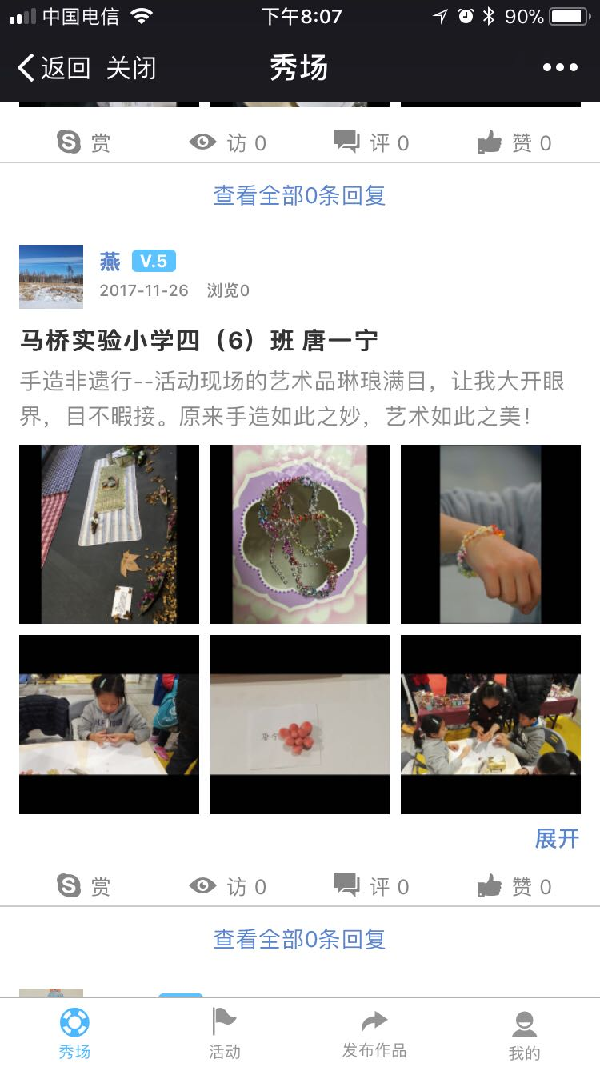 中国电信 下午8:07 90%
返回 关闭 秀场
赏 访 0 评 0 赞 0
查看全部0条回复
燕 V.5
2017-11-26 浏览0
马桥实验小学四（6）班 唐一宁
手造非遗行--活动现场的艺术品琳琅满目，让我大开眼
界，目不暇接。原来手造如此之妙，艺术如此之美！
展开
赏 访 0 评 0 赞 0
查看全部0条回复
秀场 活动 发布作品 我的